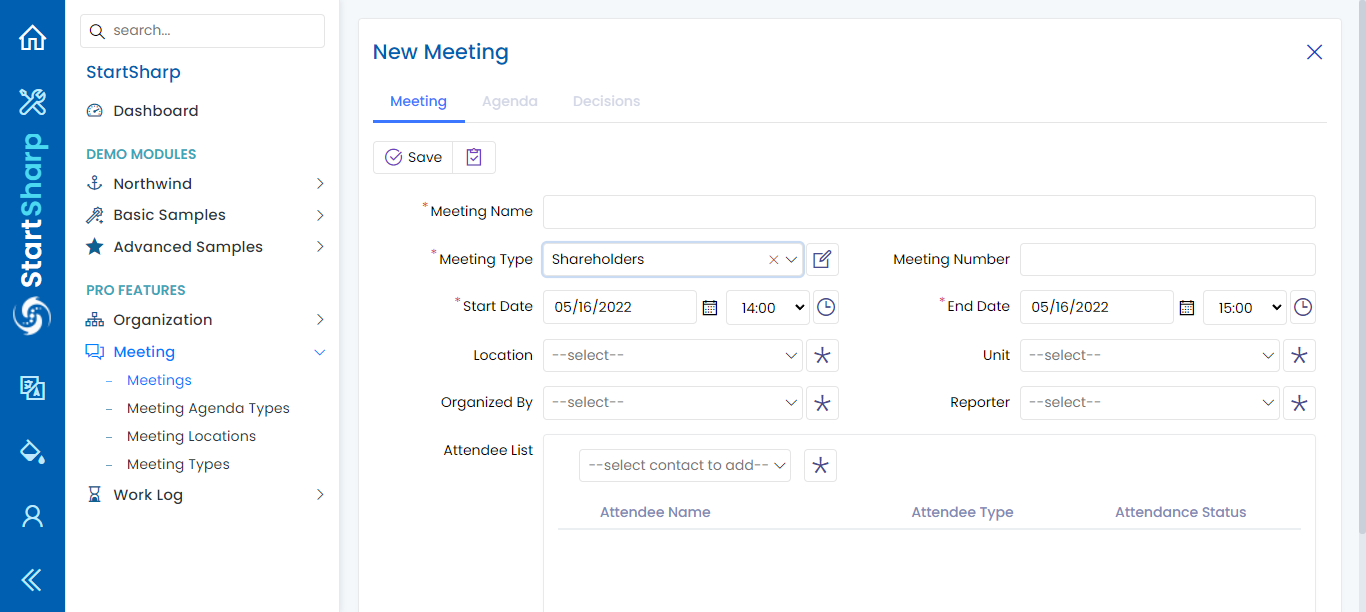 StartSharp
search...
StartSharp
Dashboard
DEMO MODULES
Northwind
Basic Samples
Advanced Samples
PRO FEATURES
Organization
Meeting
– Meetings
– Meeting Agenda Types
– Meeting Locations
– Meeting Types
Work Log
New Meeting
Meeting Agenda Decisions
Save
*Meeting Name
*Meeting Type Shareholders Meeting Number
*Start Date 05/16/2022 14:00 *End Date 05/16/2022 15:00
Location --select-- Unit --select--
Organized By --select-- Reporter --select--
Attendee List
--select contact to add--
Attendee Name Attendee Type Attendance Status